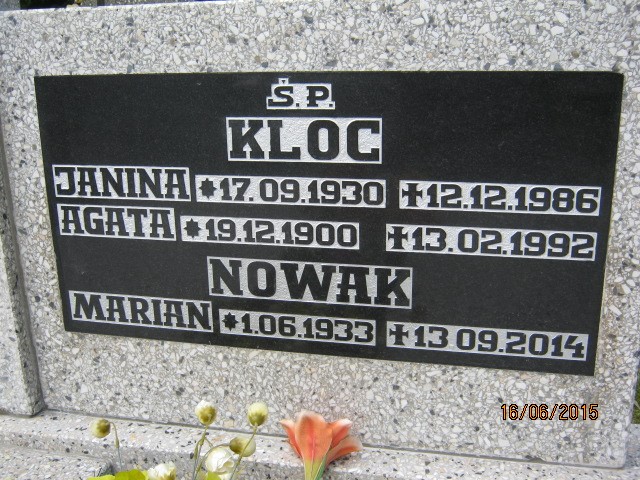 Ś.P.
KLOC
JANINA *17.09.1930 ✝12.12.1986
AGATA *19.12.1900 ✝13.02.1992
NOWAK
MARIAN *1.06.1933 ✝13.09.2014
16/06/2015